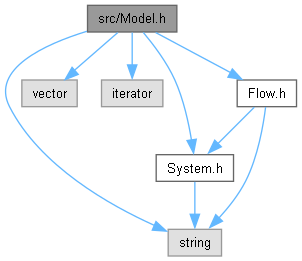 src/Model.h
vector
iterator
Flow.h
System.h
string